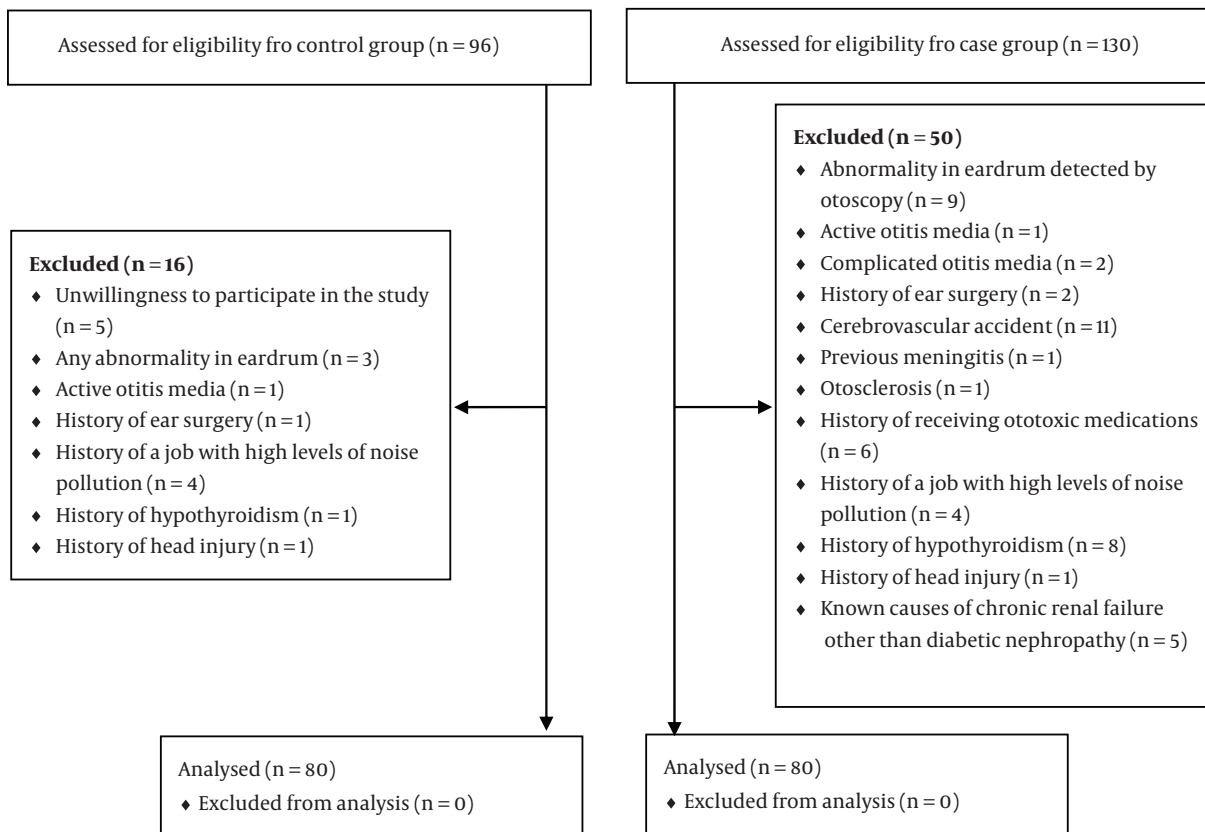 Assessed for eligibility fro control group (n = 96)
Assessed for eligibility fro case group (n = 130)
Excluded (n = 16)
♦ Unwillingness to participate in the study
(n = 5)
♦ Any abnormality in eardrum (n = 3)
♦ Active otitis media (n = 1)
♦ History of ear surgery (n = 1)
♦ History of a job with high levels of noise
pollution (n = 4)
♦ History of hypothyroidism (n = 1)
♦ History of head injury (n = 1)
Excluded (n = 50)
♦ Abnormality in eardrum detected by
otoscopy (n = 9)
♦ Active otitis media (n = 1)
♦ Complicated otitis media (n = 2)
♦ History of ear surgery (n = 2)
♦ Cerebrovascular accident (n = 11)
♦ Previous meningitis (n = 1)
♦ Otosclerosis (n = 1)
♦ History of receiving ototoxic medications
(n = 6)
♦ History of a job with high levels of noise
pollution (n = 4)
♦ History of hypothyroidism (n = 8)
♦ History of head injury (n = 1)
♦ Known causes of chronic renal failure
other than diabetic nephropathy (n = 5)
Analysed (n = 80)
♦ Excluded from analysis (n = 0)
Analysed (n = 80)
♦ Excluded from analysis (n = 0)